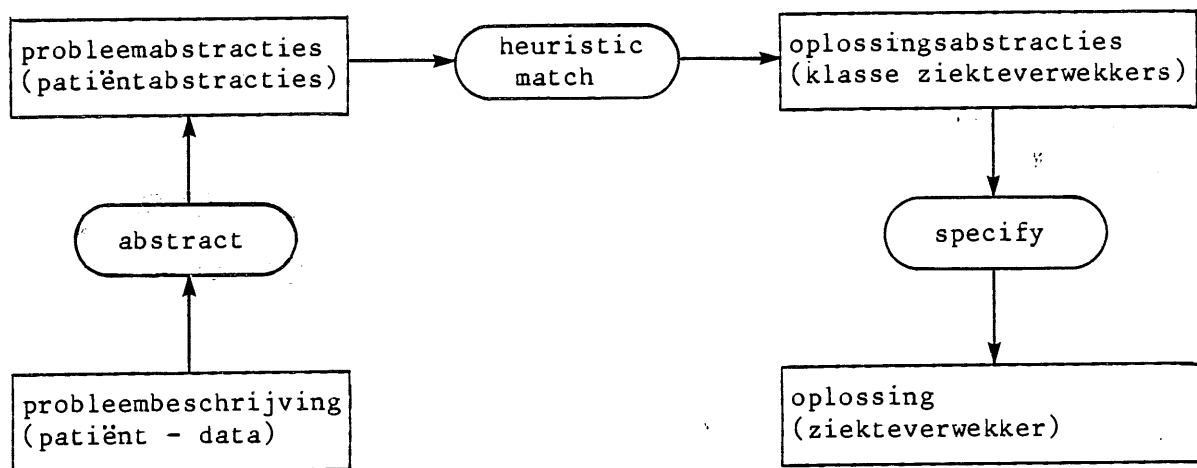 probleemabstracties
(patiëntabstracties)
heuristic
match
oplossingsabstracties
(klasse ziekteverwekkers)
abstract
specify
probleembeschrijving
(patiënt - data)
oplossing
(ziekteverwekker)